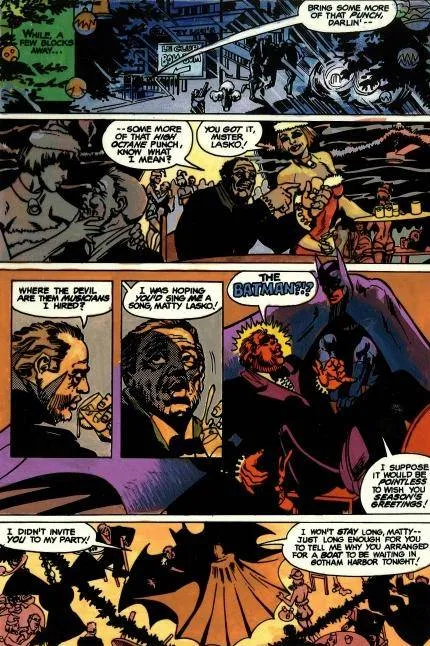 WHILE, A
FEW BLOCKS
AWAY...
BRING SOME MORE
OF THAT PUNCH,
DARLIN'--
LE CLUB
--SOME MORE
OF THAT HIGH
OCTANE PUNCH,
KNOW WHAT
I MEAN?
YOU GOT IT,
MISTER
LASKO!
WHERE THE DEVIL
ARE THEM MUSICIANS
I HIRED?
I WAS HOPING
YOU'D SING ME A
SONG, MATTY LASKO!
THE
BATMAN?!?
I SUPPOSE
IT WOULD BE
POINTLESS
TO WISH YOU
SEASON'S
GREETINGS!
I DIDN'T INVITE
YOU TO MY PARTY!
I WON'T STAY LONG, MATTY--
JUST LONG ENOUGH FOR YOU
TO TELL ME WHY YOU ARRANGED
FOR A BOAT TO BE WAITING IN
GOTHAM HARBOR TONIGHT!